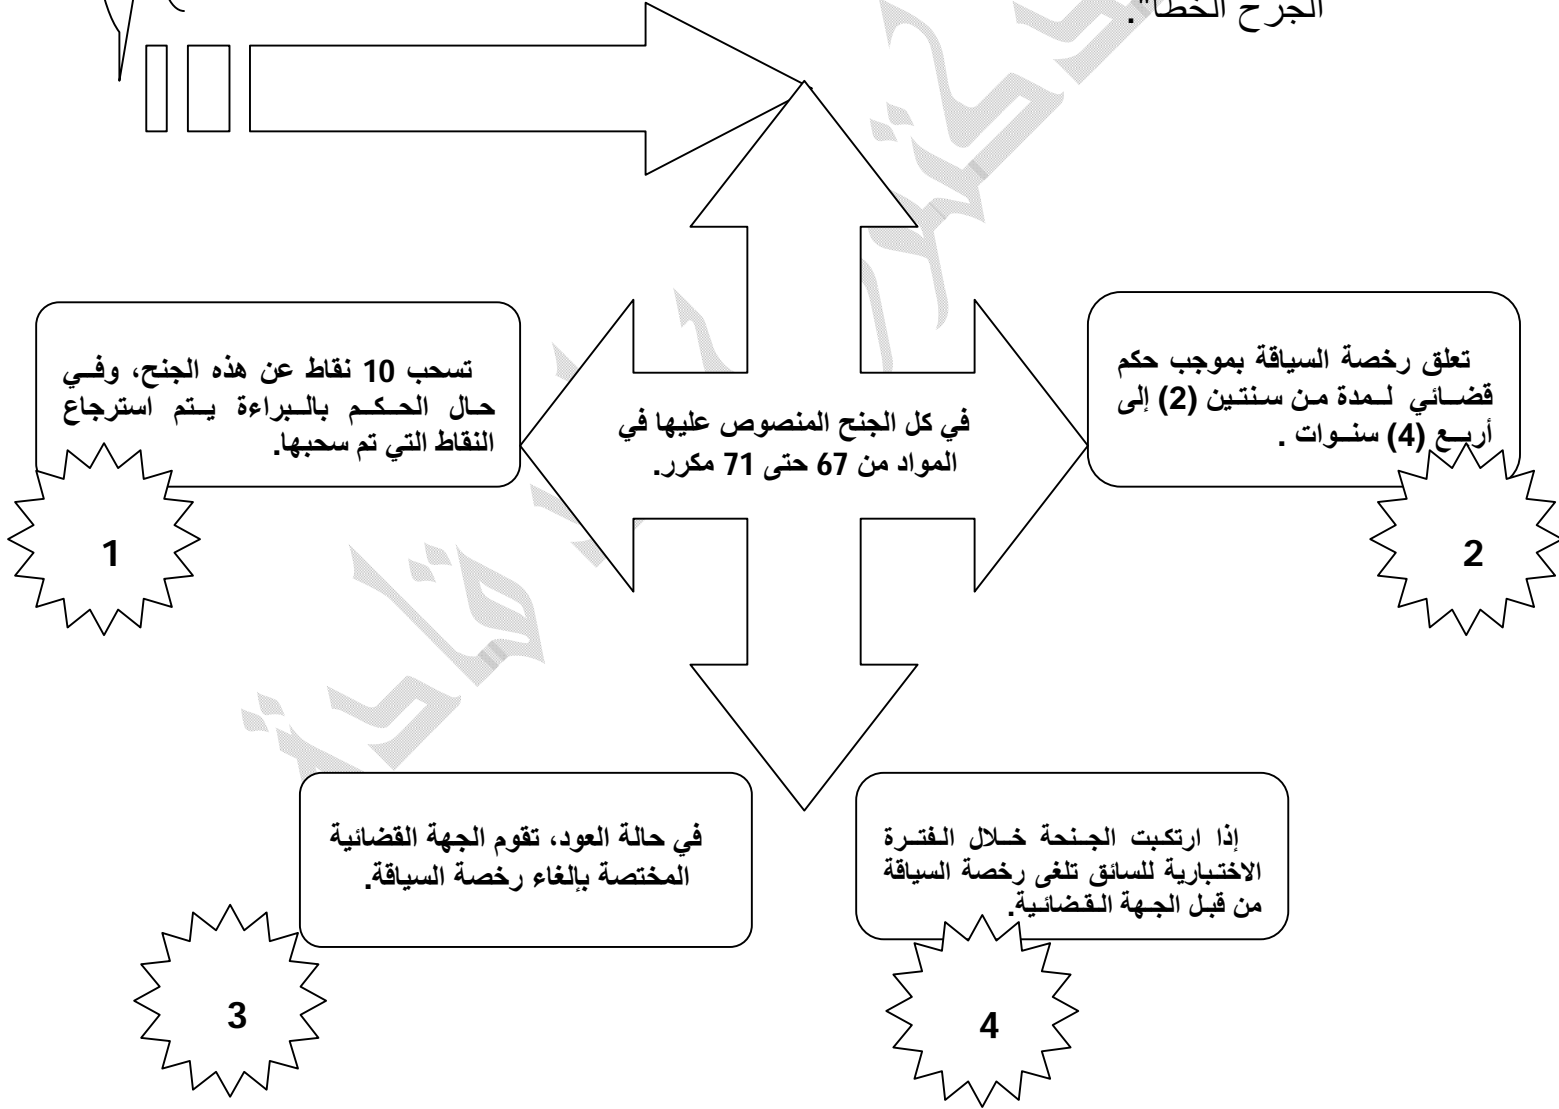 الجرح الخطأ".
تعلق رخصة السياقة بموجب حكم
قضائي لمدة من سنتين (2) إلى
أربع (4) سنوات .
2
في كل الجنح المنصوص عليها في
المواد من 67 حتى 71 مكرر.
تسحب 10 نقاط عن هذه الجنح، وفي
حال الحكم بالبراءة يتم استرجاع
النقاط التي تم سحبها.
1
إذا ارتكبت الجنحة خلال الفترة
الاختبارية للسائق تلغى رخصة السياقة
من قبل الجهة القضائية.
4
في حالة العود، تقوم الجهة القضائية
المختصة بإلغاء رخصة السياقة.
3